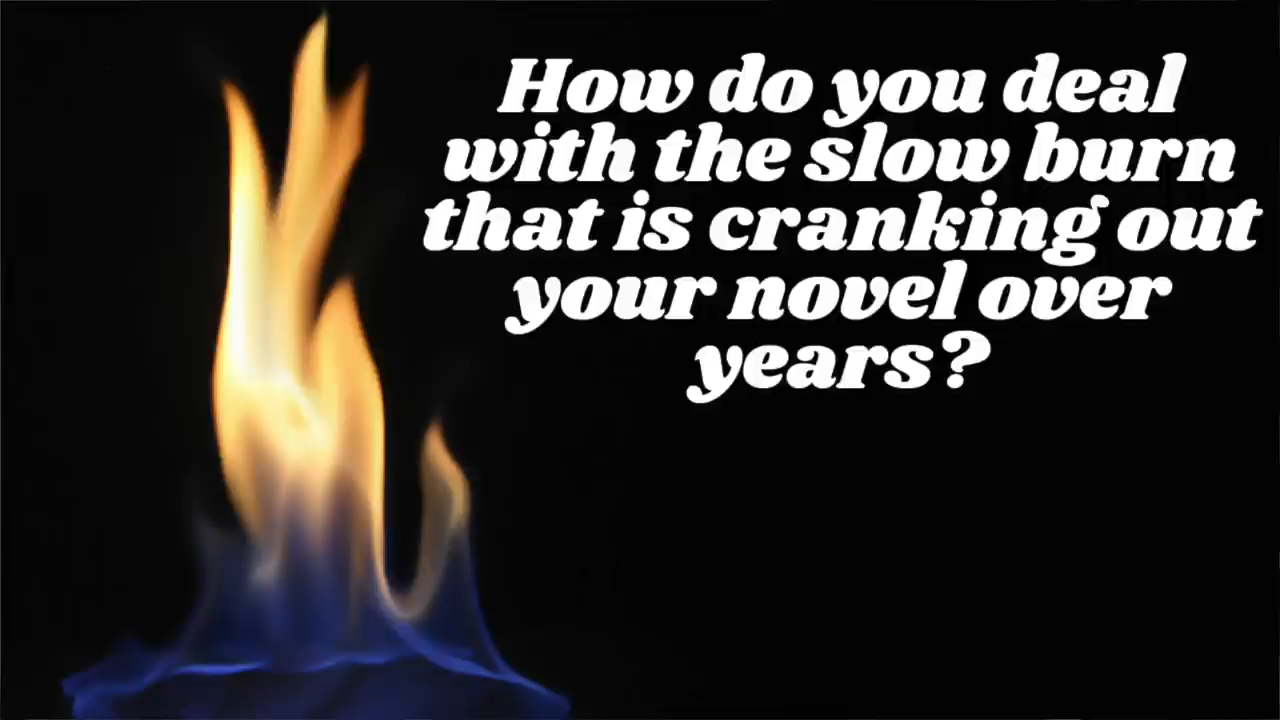 How do you deal
with the slow burn
that is cranking out
your novel over
years?